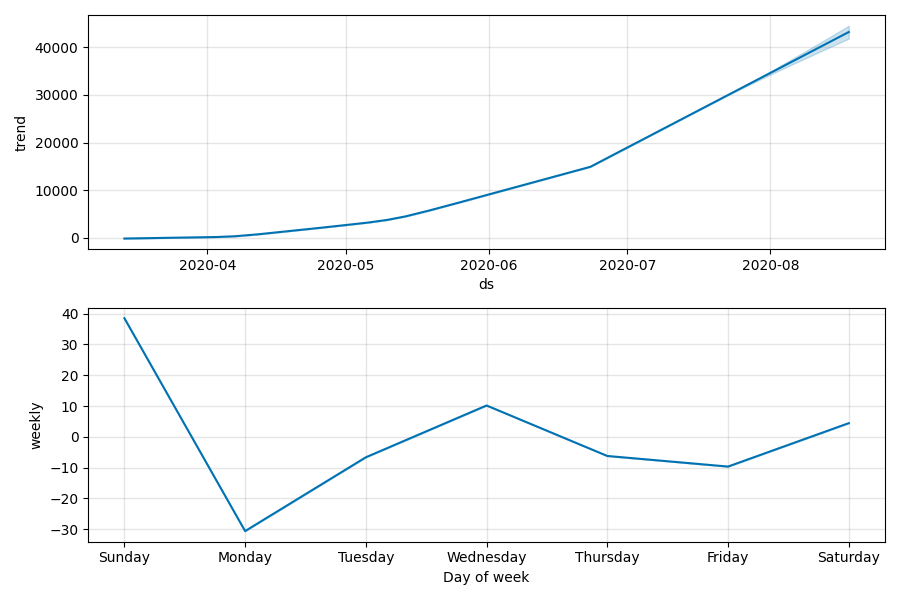 40000
30000
20000
10000
0
trend
2020-04 2020-05 2020-06 2020-07 2020-08
ds
40
30
20
10
0
−10
−20
−30
weekly
Sunday Monday Tuesday Wednesday Thursday Friday Saturday
Day of week